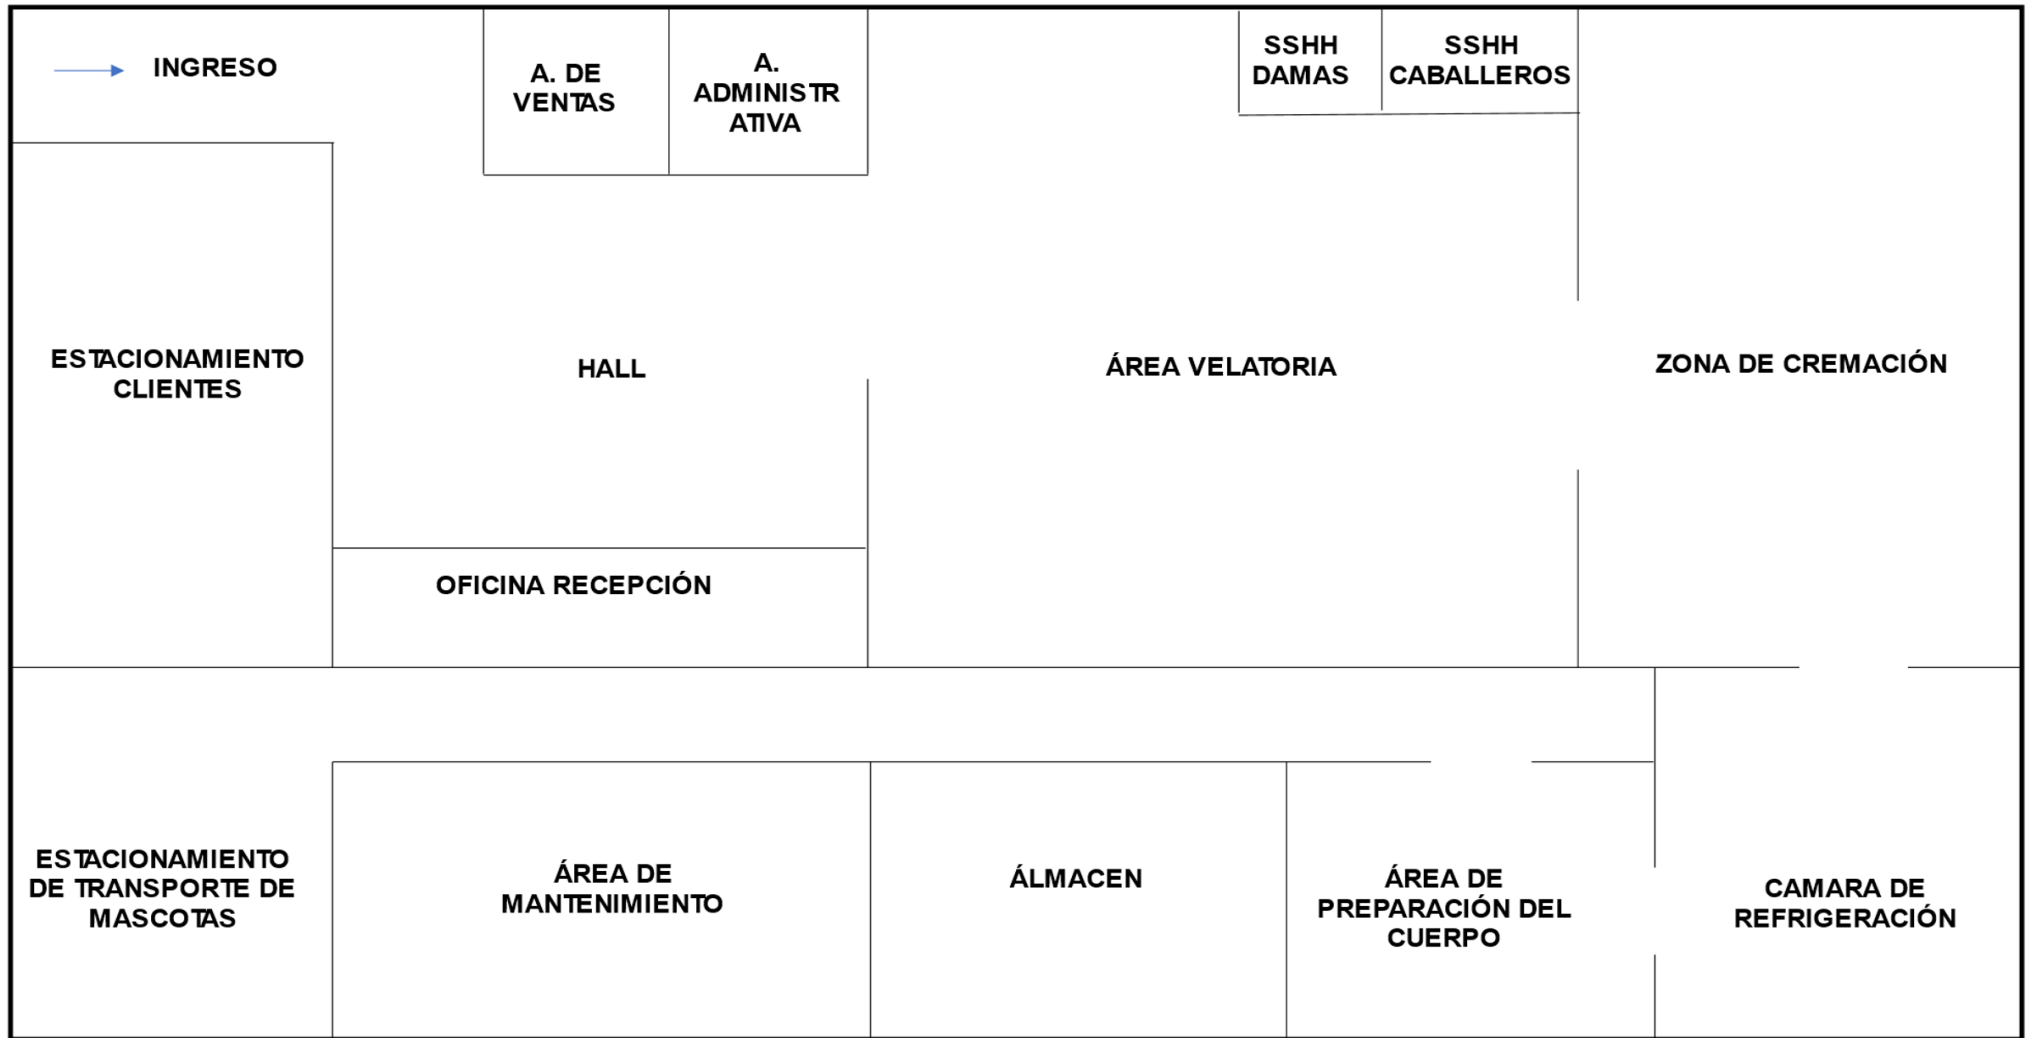 INGRESO
A. DE
VENTAS
A.
ADMINISTR
ATIVA
SSHH
DAMAS
SSHH
CABALLEROS
ESTACIONAMIENTO
CLIENTES
HALL
ÁREA VELATORIA
ZONA DE CREMACIÓN
OFICINA RECEPCIÓN
ESTACIONAMIENTO
DE TRANSPORTE DE
MASCOTAS
ÁREA DE
MANTENIMIENTO
ÁLMACEN
ÁREA DE
PREPARACIÓN DEL
CUERPO
CAMARA DE
REFRIGERACIÓN